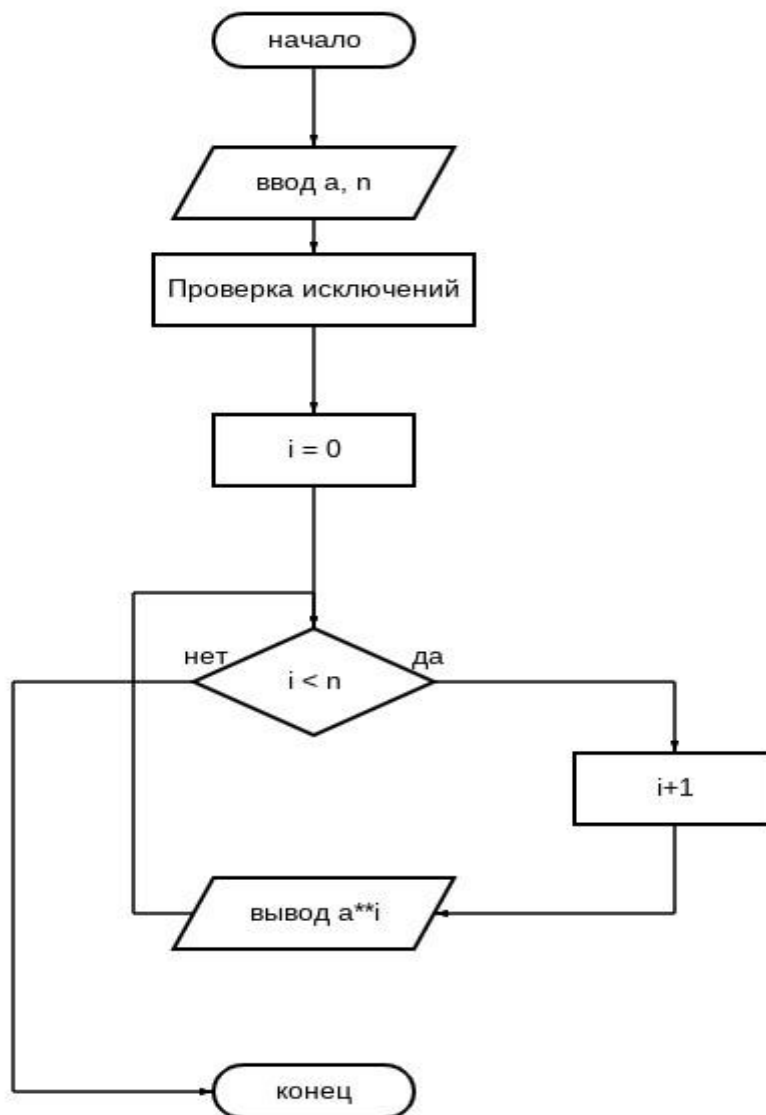 начало
ввод a, n
Проверка исключений
i = 0
нет
да
i < n
i+1
вывод a**i
конец